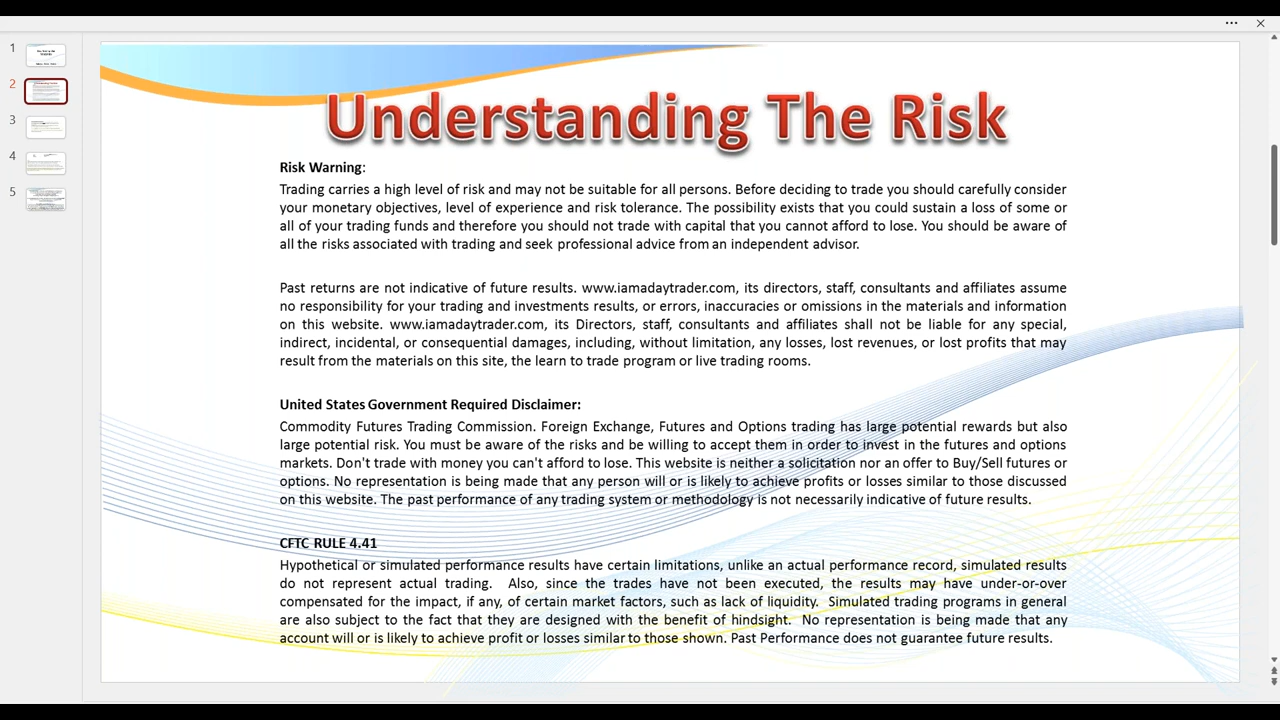 1
2
3
4
5
Understanding The Risk
Risk Warning:
Trading carries a high level of risk and may not be suitable for all persons. Before deciding to trade you should carefully consider
your monetary objectives, level of experience and risk tolerance. The possibility exists that you could sustain a loss of some or
all of your trading funds and therefore you should not trade with capital that you cannot afford to lose. You should be aware of
all the risks associated with trading and seek professional advice from an independent advisor.
Past returns are not indicative of future results. www.iamadaytrader.com, its directors, staff, consultants and affiliates assume
no responsibility for your trading and investments results, or errors, inaccuracies or omissions in the materials and information
on this website. www.iamadaytrader.com, its Directors, staff, consultants and affiliates shall not be liable for any special,
indirect, incidental, or consequential damages, including, without limitation, any losses, lost revenues, or lost profits that may
result from the materials on this site, the learn to trade program or live trading rooms.
United States Government Required Disclaimer:
Commodity Futures Trading Commission. Foreign Exchange, Futures and Options trading has large potential rewards but also
large potential risk. You must be aware of the risks and be willing to accept them in order to invest in the futures and options
markets. Don't trade with money you can't afford to lose. This website is neither a solicitation nor an offer to Buy/Sell futures or
options. No representation is being made that any person will or is likely to achieve profits or losses similar to those discussed
on this website. The past performance of any trading system or methodology is not necessarily indicative of future results.
CFTC RULE 4.41
Hypothetical or simulated performance results have certain limitations, unlike an actual performance record, simulated results
do not represent actual trading. Also, since the trades have not been executed, the results may have under-or-over
compensated for the impact, if any, of certain market factors, such as lack of liquidity. Simulated trading programs in general
are also subject to the fact that they are designed with the benefit of hindsight. No representation is being made that any
account will or is likely to achieve profit or losses similar to those shown. Past Performance does not guarantee future results.